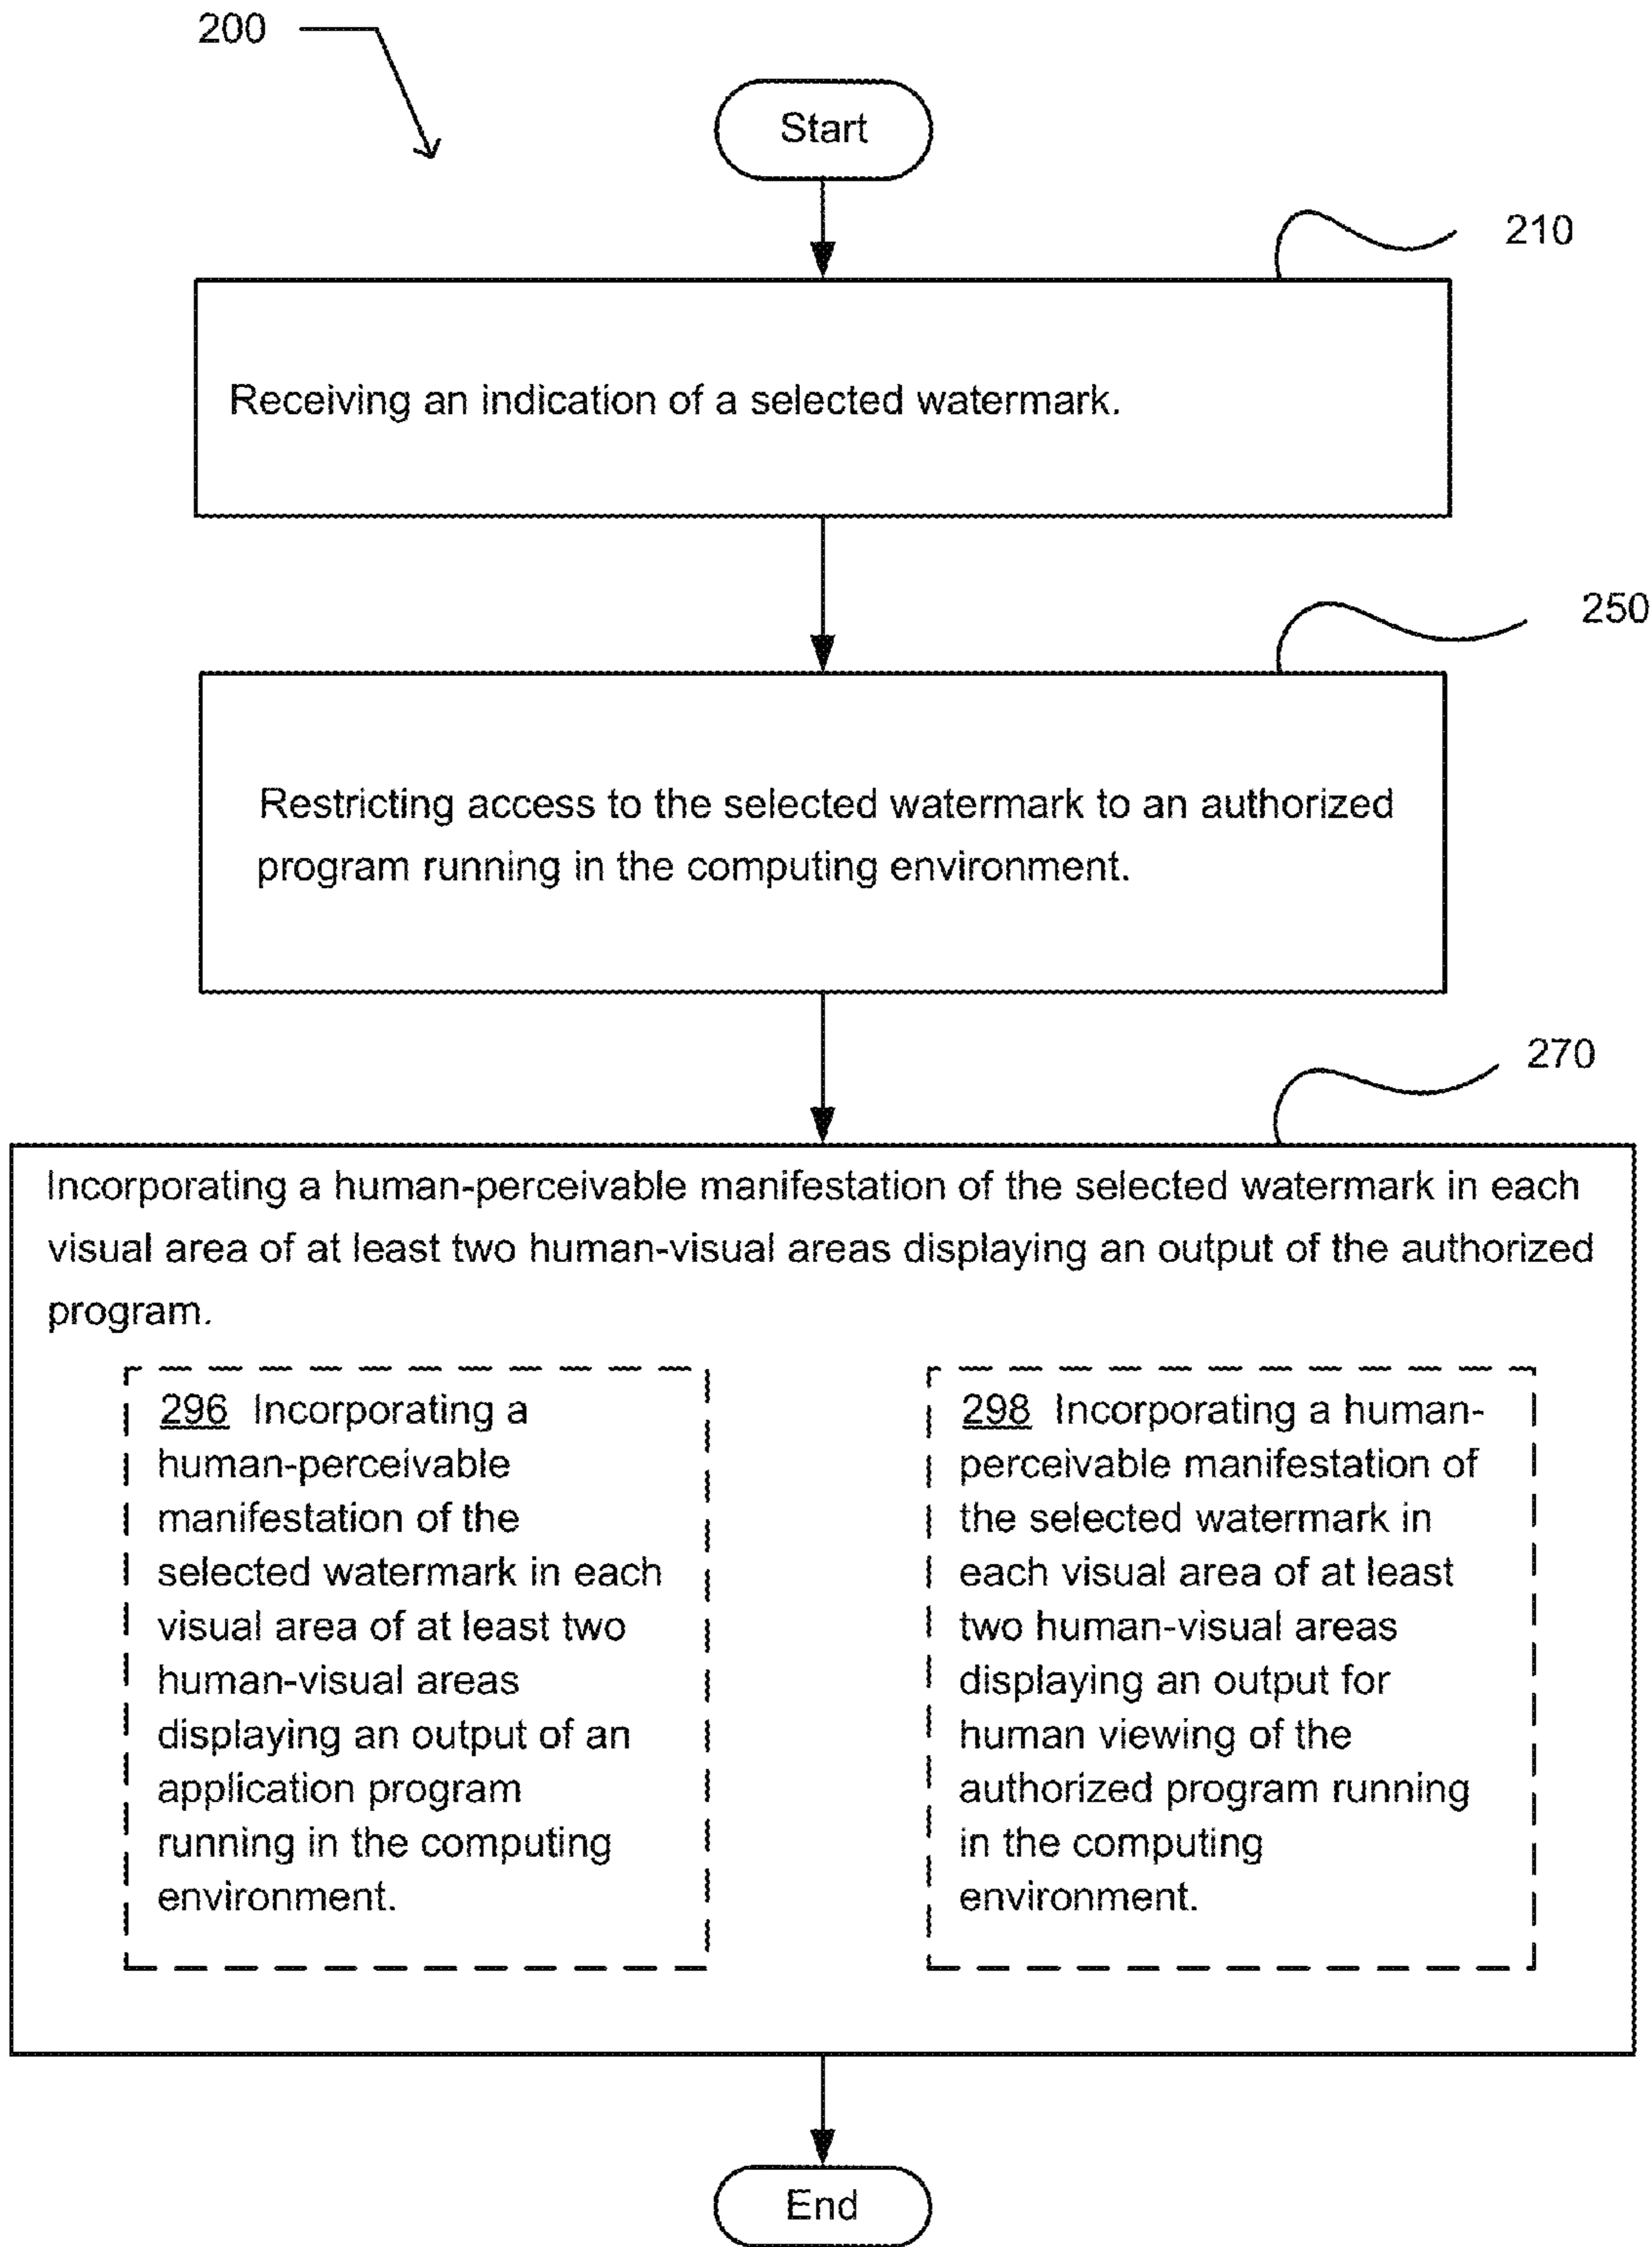 200
Start
210
Receiving an indication of a selected watermark.
250
Restricting access to the selected watermark to an authorized
program running in the computing environment.
270
Incorporating a human-perceivable manifestation of the selected watermark in each
visual area of at least two human-visual areas displaying an output of the authorized
program.
296 Incorporating a
human-perceivable
manifestation of the
selected watermark in each
visual area of at least two
human-visual areas
displaying an output of an
application program
running in the computing
environment.
298 Incorporating a human-
perceivable manifestation of
the selected watermark in
each visual area of at least
two human-visual areas
displaying an output for
human viewing of the
authorized program running
in the computing
environment.
End